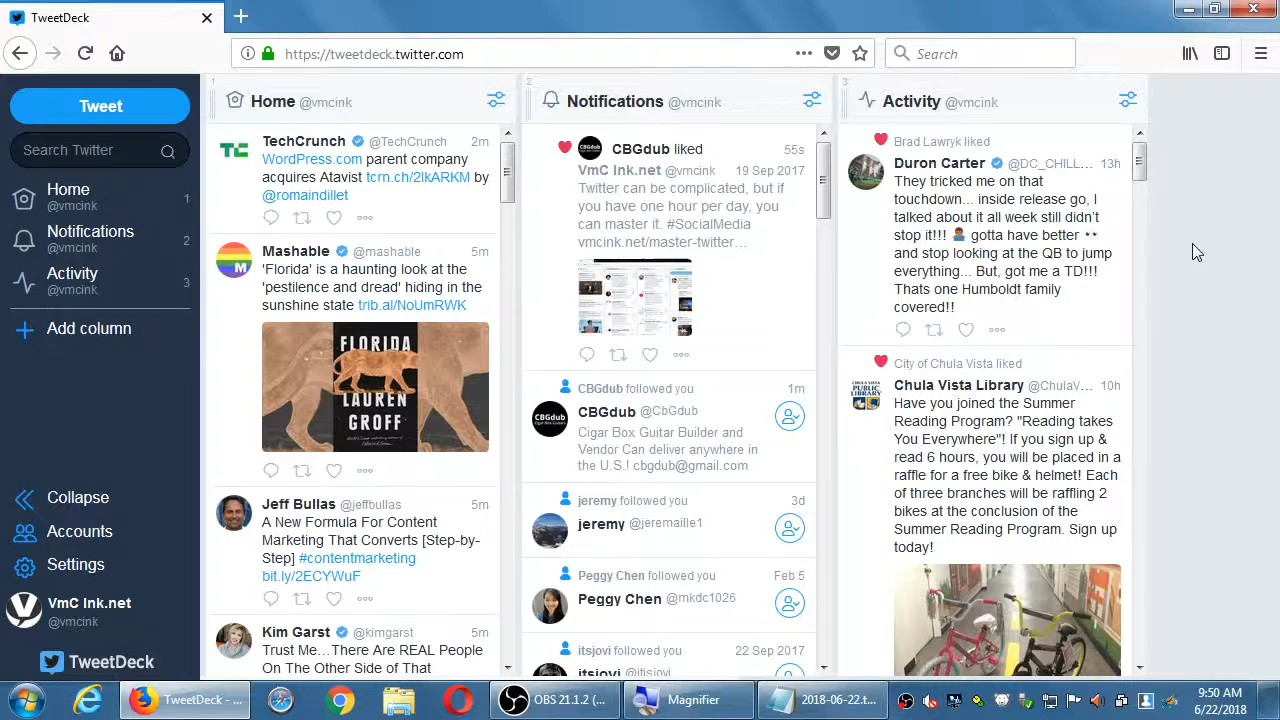 TweetDeck
https://tweetdeck.twitter.com
Search
Tweet
Search Twitter
Home
@vmcink
1
Notifications
@vmcink
2
Activity
@vmcink
3
Add column
Collapse
Accounts
Settings
VmC Ink.net
@vmcink
TweetDeck
1
Home @vmcink
TechCrunch @TechCrunch 2m
WordPress.com parent company
acquires Atavist tcrn.ch/2lkARKM by
@romaindillet
Mashable @mashable 5m
'Florida' is a haunting look at the
'pestilence and dread' hiding in the
sunshine state trib.al/NoUmRWK
FLORIDA
LAUREN
GROFF
Jeff Bullas @jeffbullas 5m
A New Formula For Content
Marketing That Converts [Step-by-
Step] #contentmarketing
bit.ly/2ECYWuF
Kim Garst @kimgarst 5m
Trust Me…There Are REAL People
On The Other Side of That
2
Notifications @vmcink
CBGdub liked 55s
VmC Ink.net @vmcink 19 Sep 2017
Twitter can be complicated, but if
you have one hour per day, you
can master it. #SocialMedia
vmcink.net/master-twitter…
CBGdub followed you 1m
CBGdub @CbGdub
Cigar Box Guitar Builder and
Vendor Can deliver anywhere in
the U.S.! cbgdub@gmail.com
jeremy followed you 3d
jeremy @jeremaille1
Peggy Chen followed you Feb 5
Peggy Chen @mkdc1026
itsjovi followed you 22 Sep 2017
itsjovi @itsjovi
3
Activity @vmcink
Brad Lawryk liked
Duron Carter @DC_CHILL... 13h
They tricked me on that
touchdown... inside release go, I
talked about it all week still didn't
stop it!!! 🤷🏾‍♂️ gotta have better 👀
and stop looking at the QB to jump
everything... But, got me a TD!!!
Thats one Humboldt family
covered!!
City of Chula Vista liked
Chula Vista Library @ChulaV... 10h
CHULA VISTA
PUBLIC
LIBRARY
Have you joined the Summer
Reading Program? "Reading takes
You Everywhere"! If you sign up &
read 6 hours, you will be placed in a
raffle for a free bike & helmet! Each
of three branches will be raffling 2
bikes at the conclusion of the
Summer Reading Program. Sign up
today!
TweetDeck - ...
OBS 21.1.2 (...
Magnifier
2018-06-22.t...
9:50 AM
6/22/2018